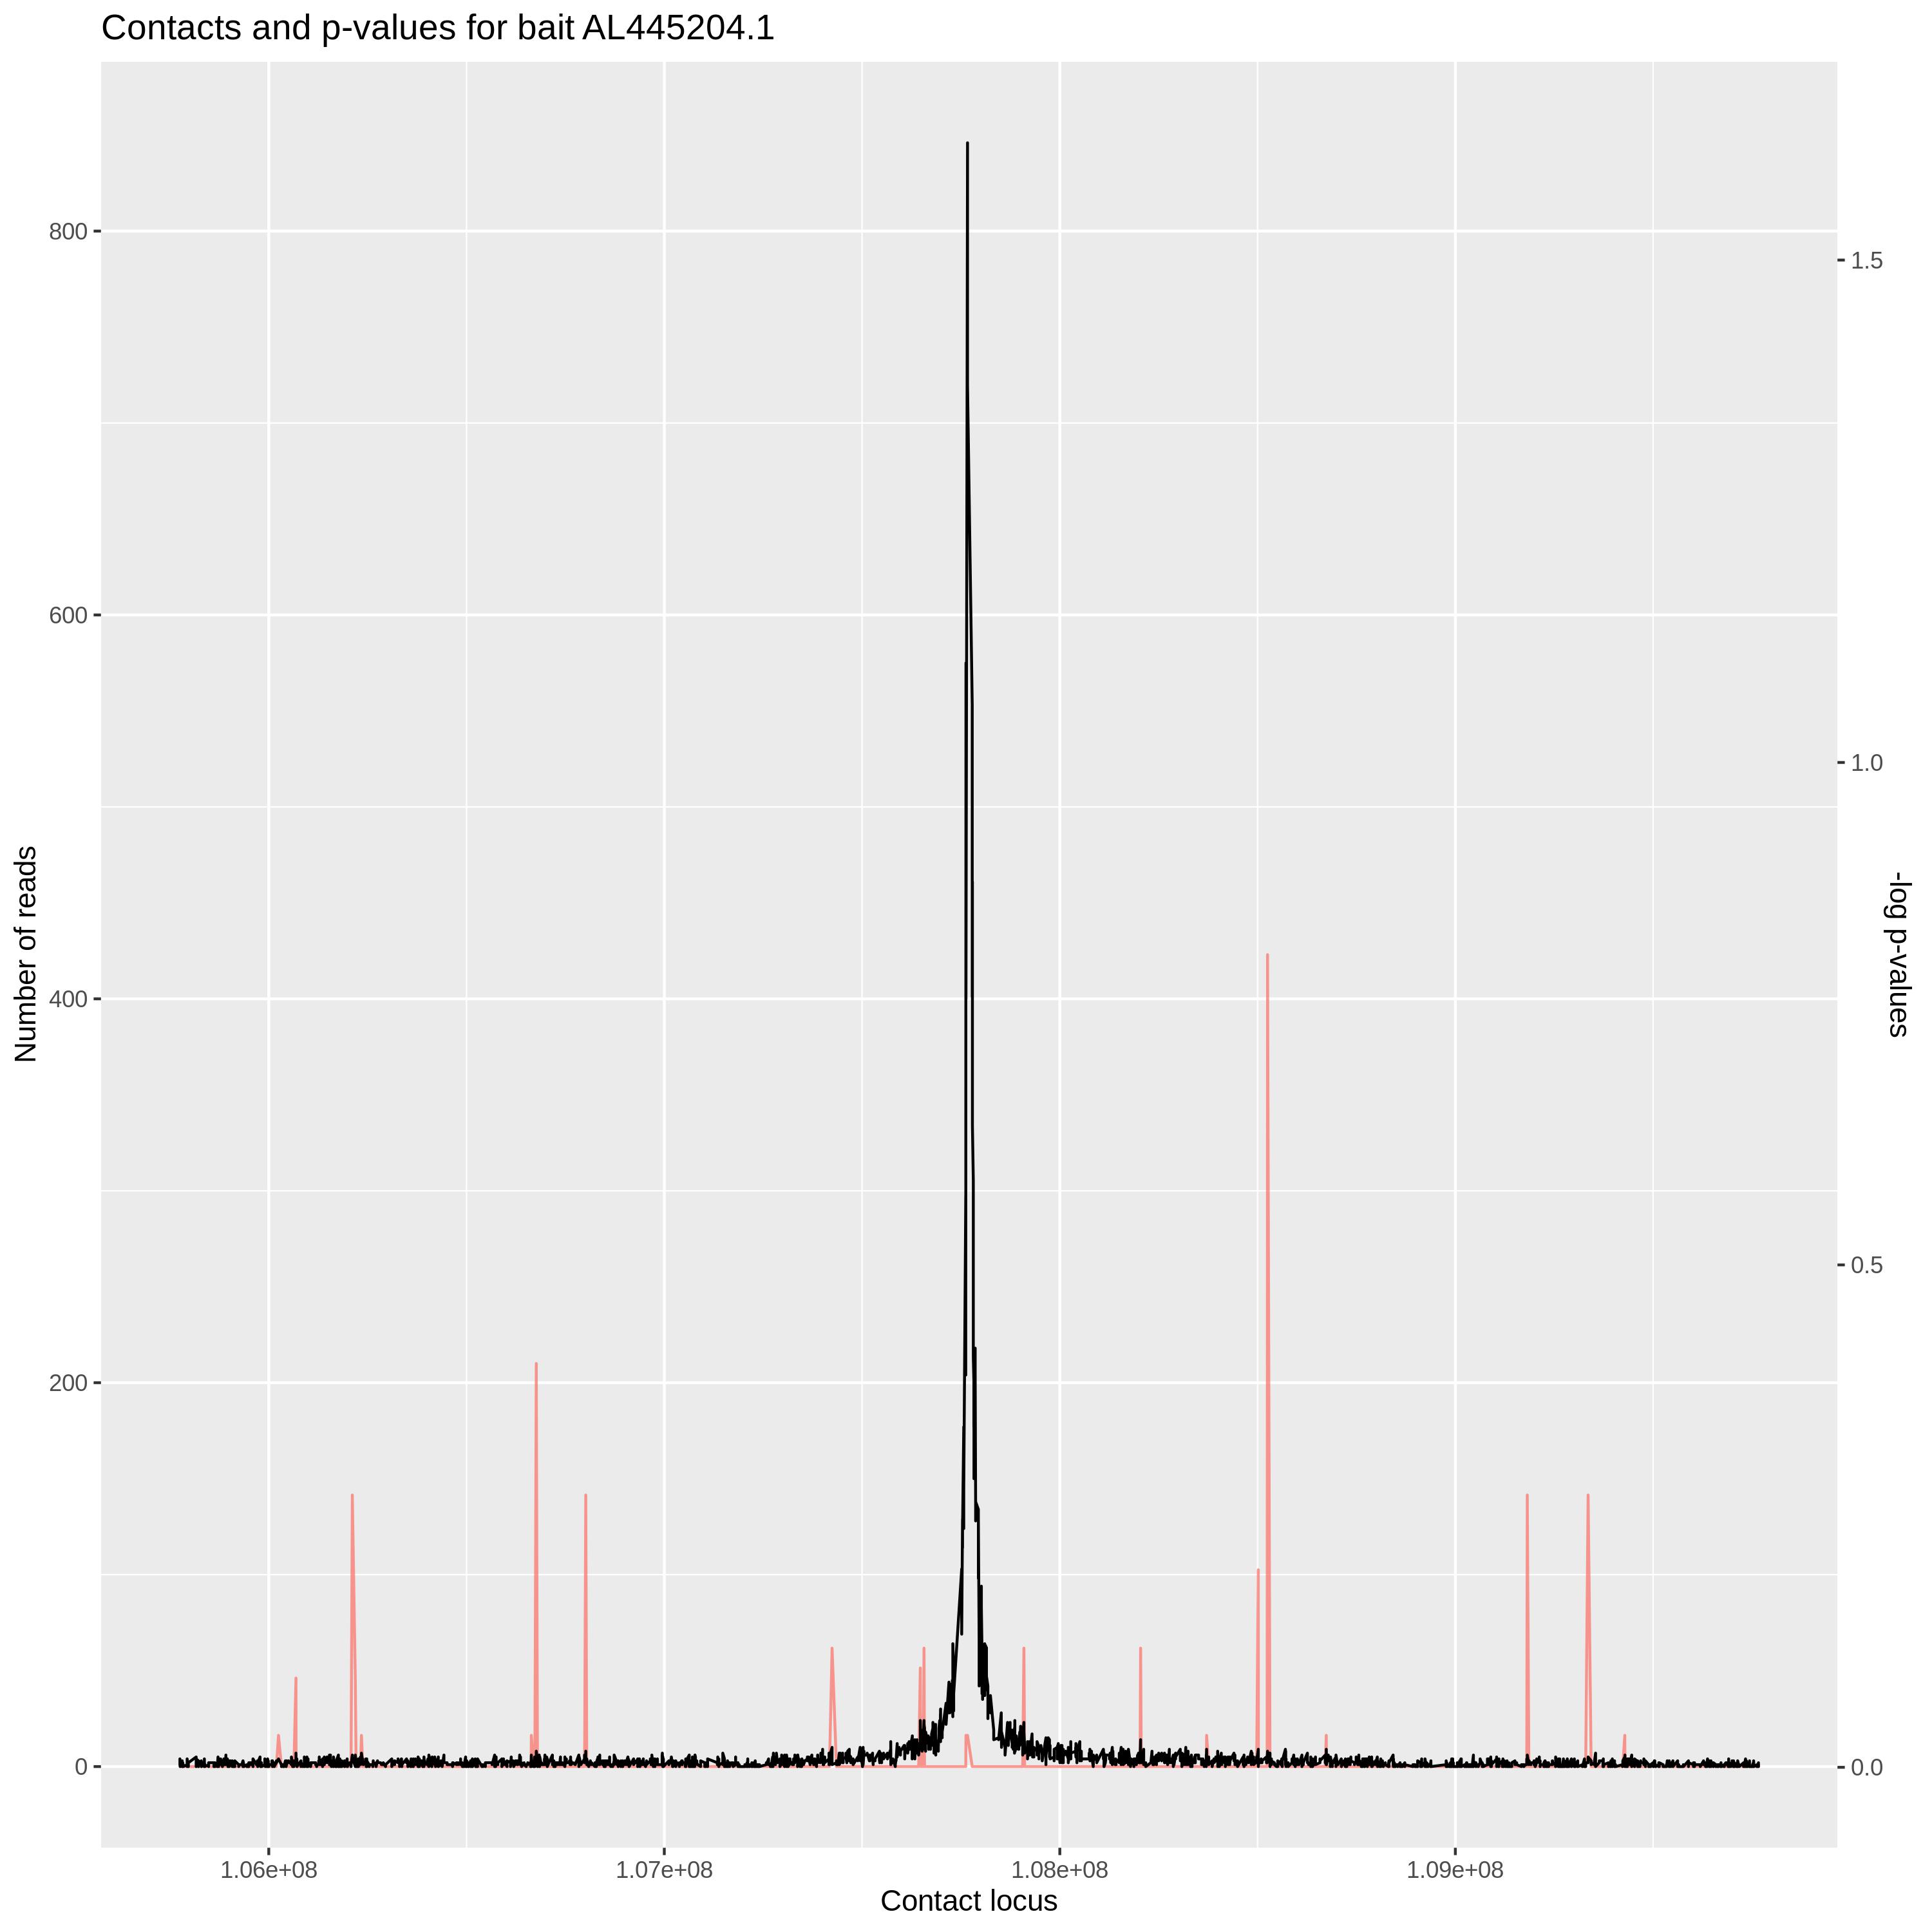 Contacts and p-values for bait AL445204.1
800
600
400
200
0
Number of reads
1.5
1.0
0.5
0.0
-log p-values
1.06e+08
1.07e+08
1.08e+08
1.09e+08
Contact locus